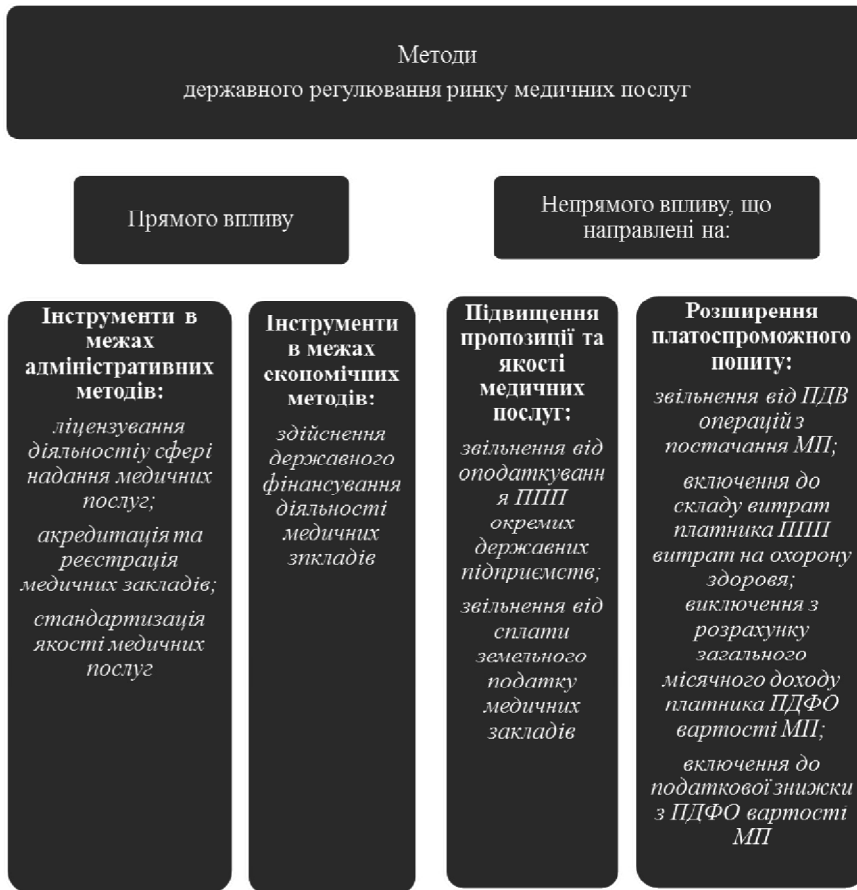 Методи
державного регулювання ринку медичних послуг
Прямого впливу
Непрямого впливу, що
направлені на:
Інструменти в
межах
адміністративних
методів:
ліцензування
діяльностіу сфері
надання медичних
послуг;
акредитація та
реєстрація
медичних закладів;
стандартизація
якості медичних
послуг
Інструменти
в межах
економічних
методів:
здійснення
державного
фінансування
діяльності
медичних
зпкладів
Підвищення
пропозиції та
якості
медичних
послуг:
звільнення від
оподаткуванн
я ППП
окремих
державних
підприємств;
звільнення від
сплати
земельного
податку
медичних
закладів
Розширення
платоспроможного
попиту:
звільнення від ПДВ
операцій з
постачання МП;
включення до
складу витрат
платника ППП
витрат на охорону
здоровя;
виключення з
розрахунку
загального
місячного доходу
платника ПДФО
вартості МП;
включення до
податкової знижки
з ПДФО вартості
МП